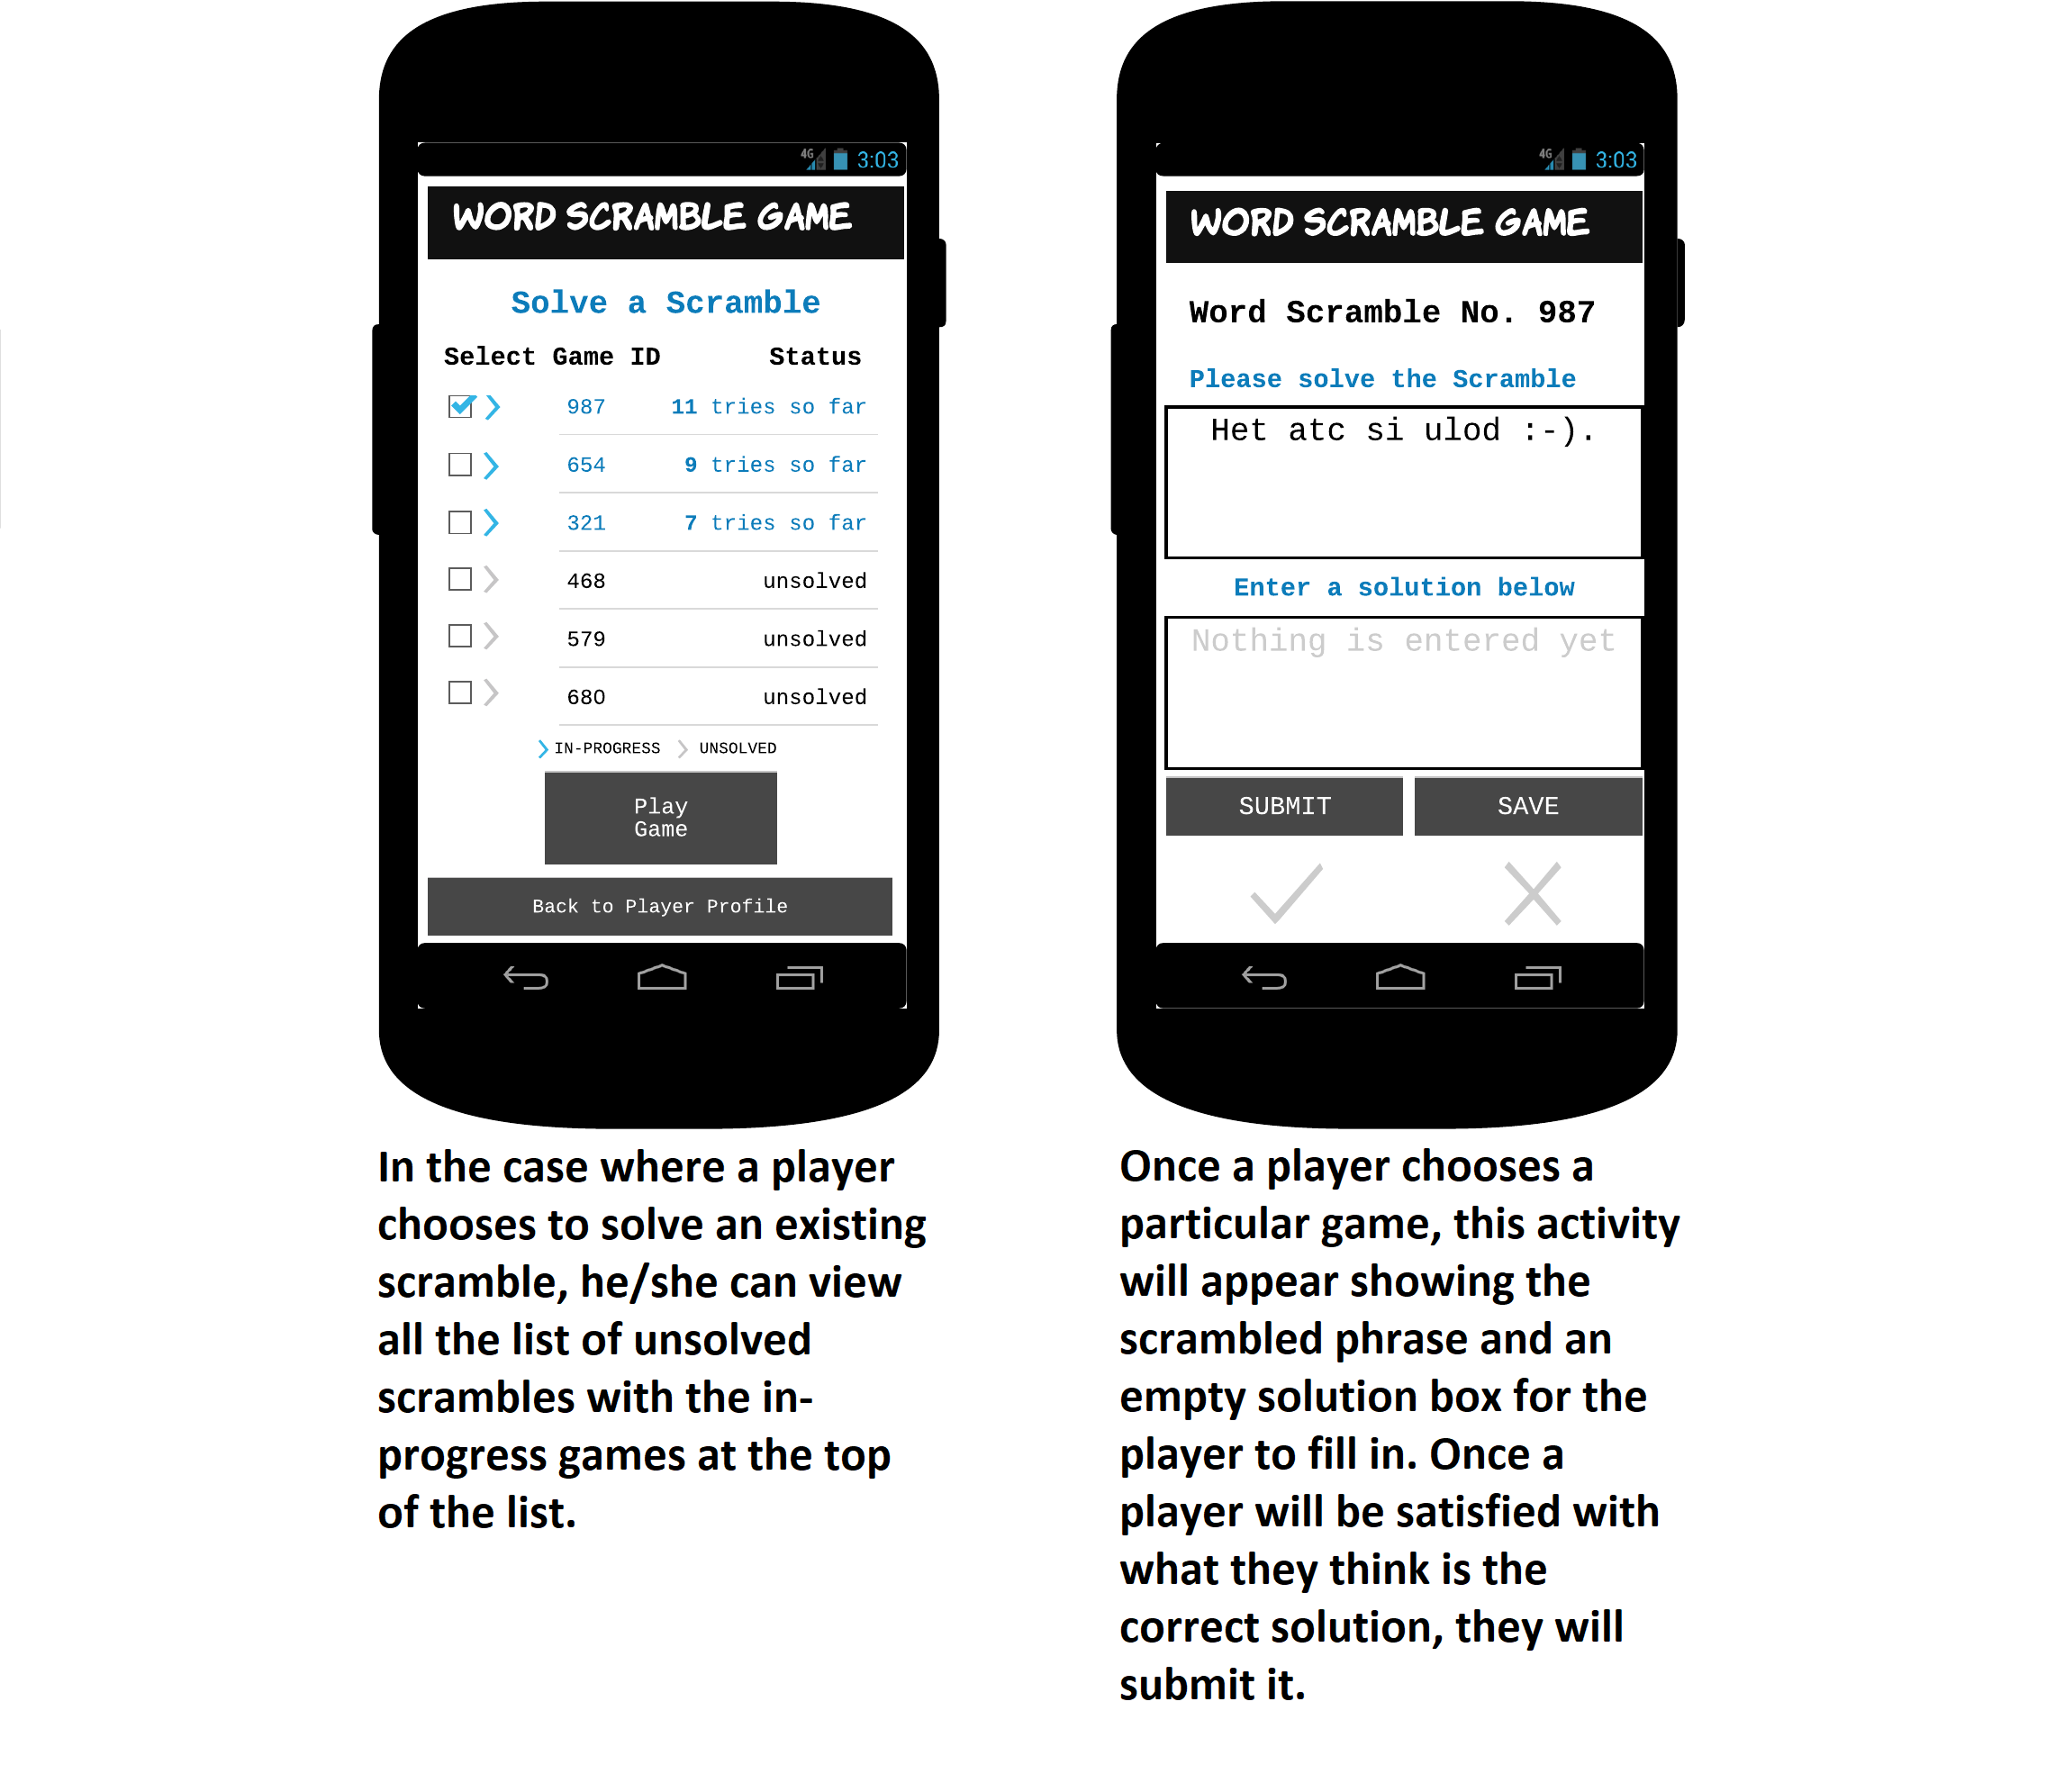 4G 3:03
WORD SCRAMBLE GAME
Solve a Scramble
Select Game ID Status
987 11 tries so far
654 9 tries so far
321 7 tries so far
468 unsolved
579 unsolved
680 unsolved
IN-PROGRESS UNSOLVED
Play
Game
Back to Player Profile
In the case where a player
chooses to solve an existing
scramble, he/she can view
all the list of unsolved
scrambles with the in-
progress games at the top
of the list.
4G 3:03
WORD SCRAMBLE GAME
Word Scramble No. 987
Please solve the Scramble
Het atc si ulod :-).
Enter a solution below
Nothing is entered yet
SUBMIT SAVE
Once a player chooses a
particular game, this activity
will appear showing the
scrambled phrase and an
empty solution box for the
player to fill in. Once a
player will be satisfied with
what they think is the
correct solution, they will
submit it.